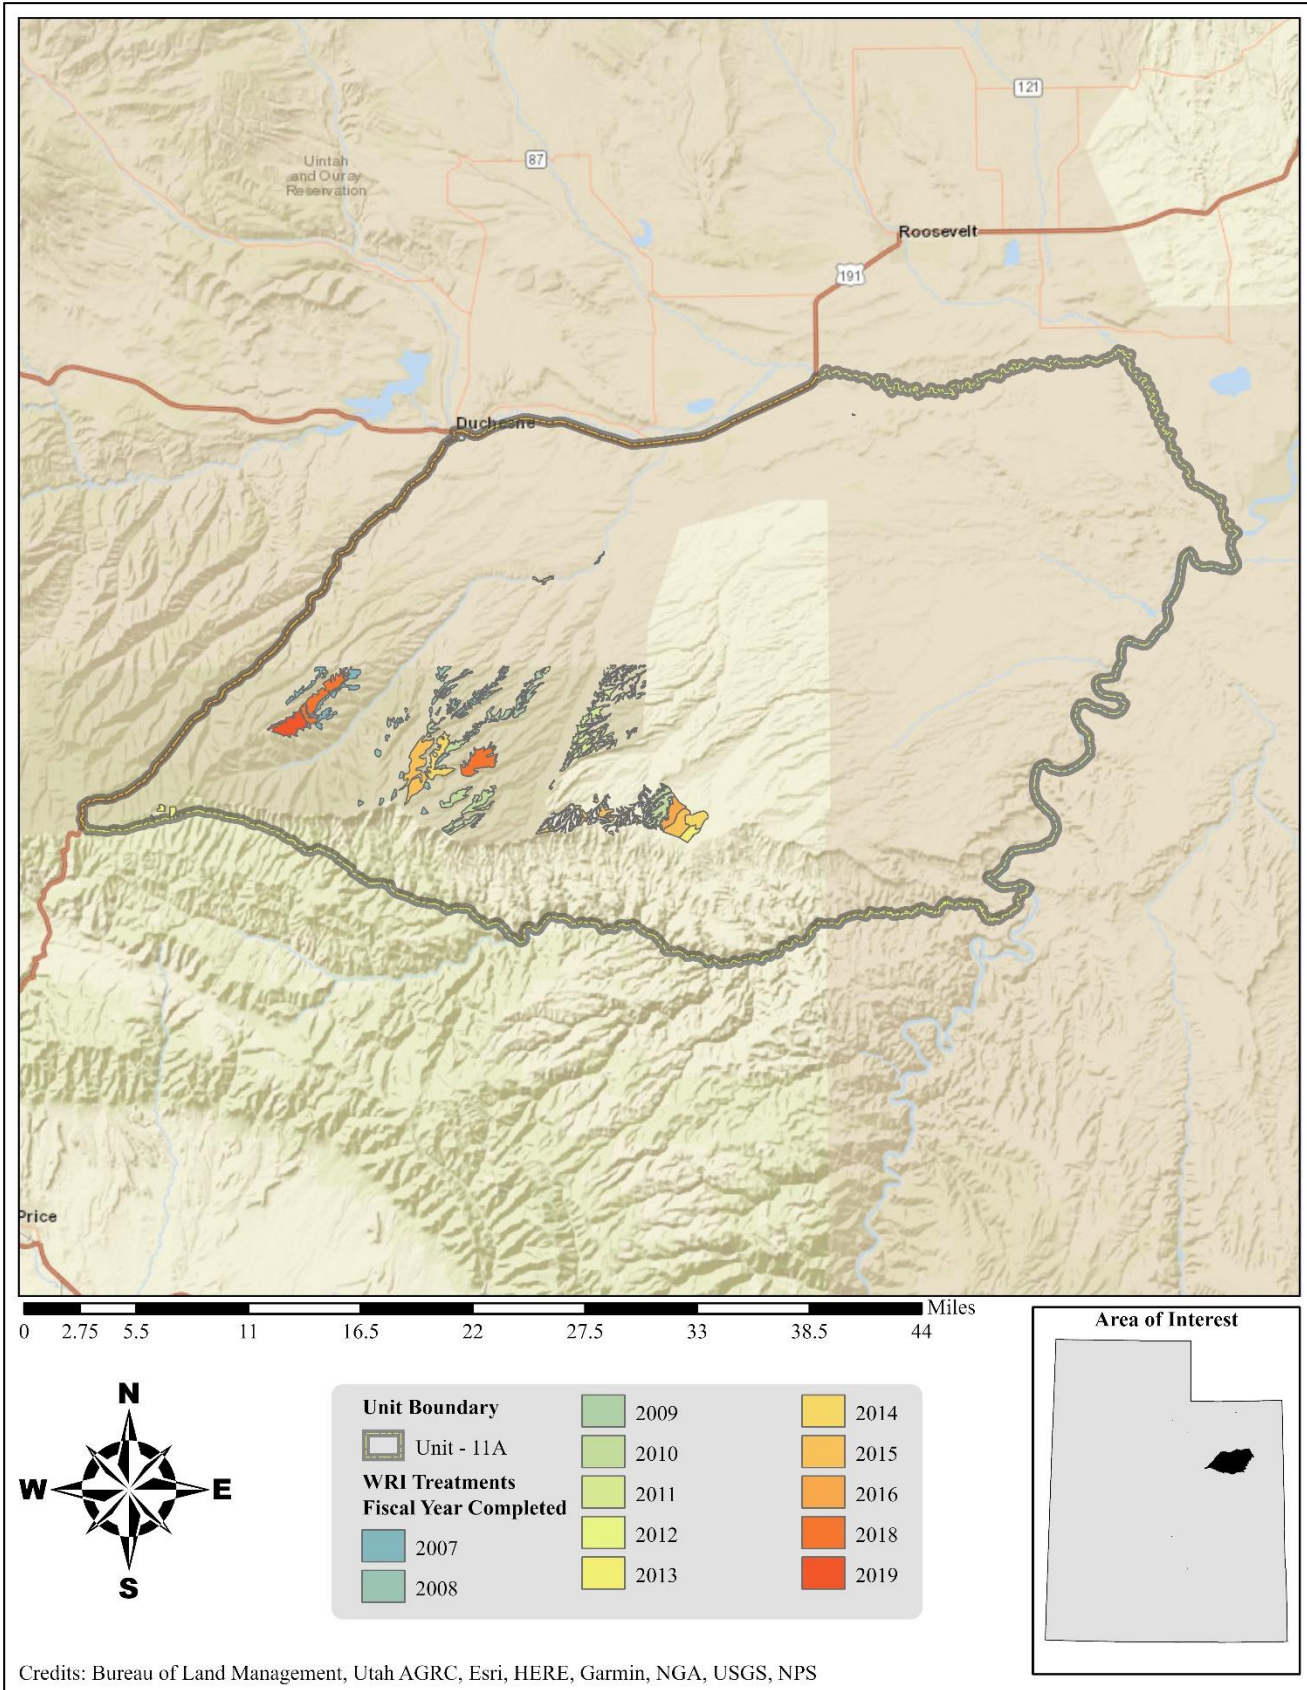 121
87
Uintah
and Ouray
Reservation
Roosevelt
191
Duchesne
Price
Miles
0 2.75 5.5 11 16.5 22 27.5 33 38.5 44
N
W E
S
Unit Boundary
Unit - 11A
WRI Treatments
Fiscal Year Completed
2007
2008
2009
2010
2011
2012
2013
2014
2015
2016
2018
2019
Area of Interest
Credits: Bureau of Land Management, Utah AGRC, Esri, HERE, Garmin, NGA, USGS, NPS